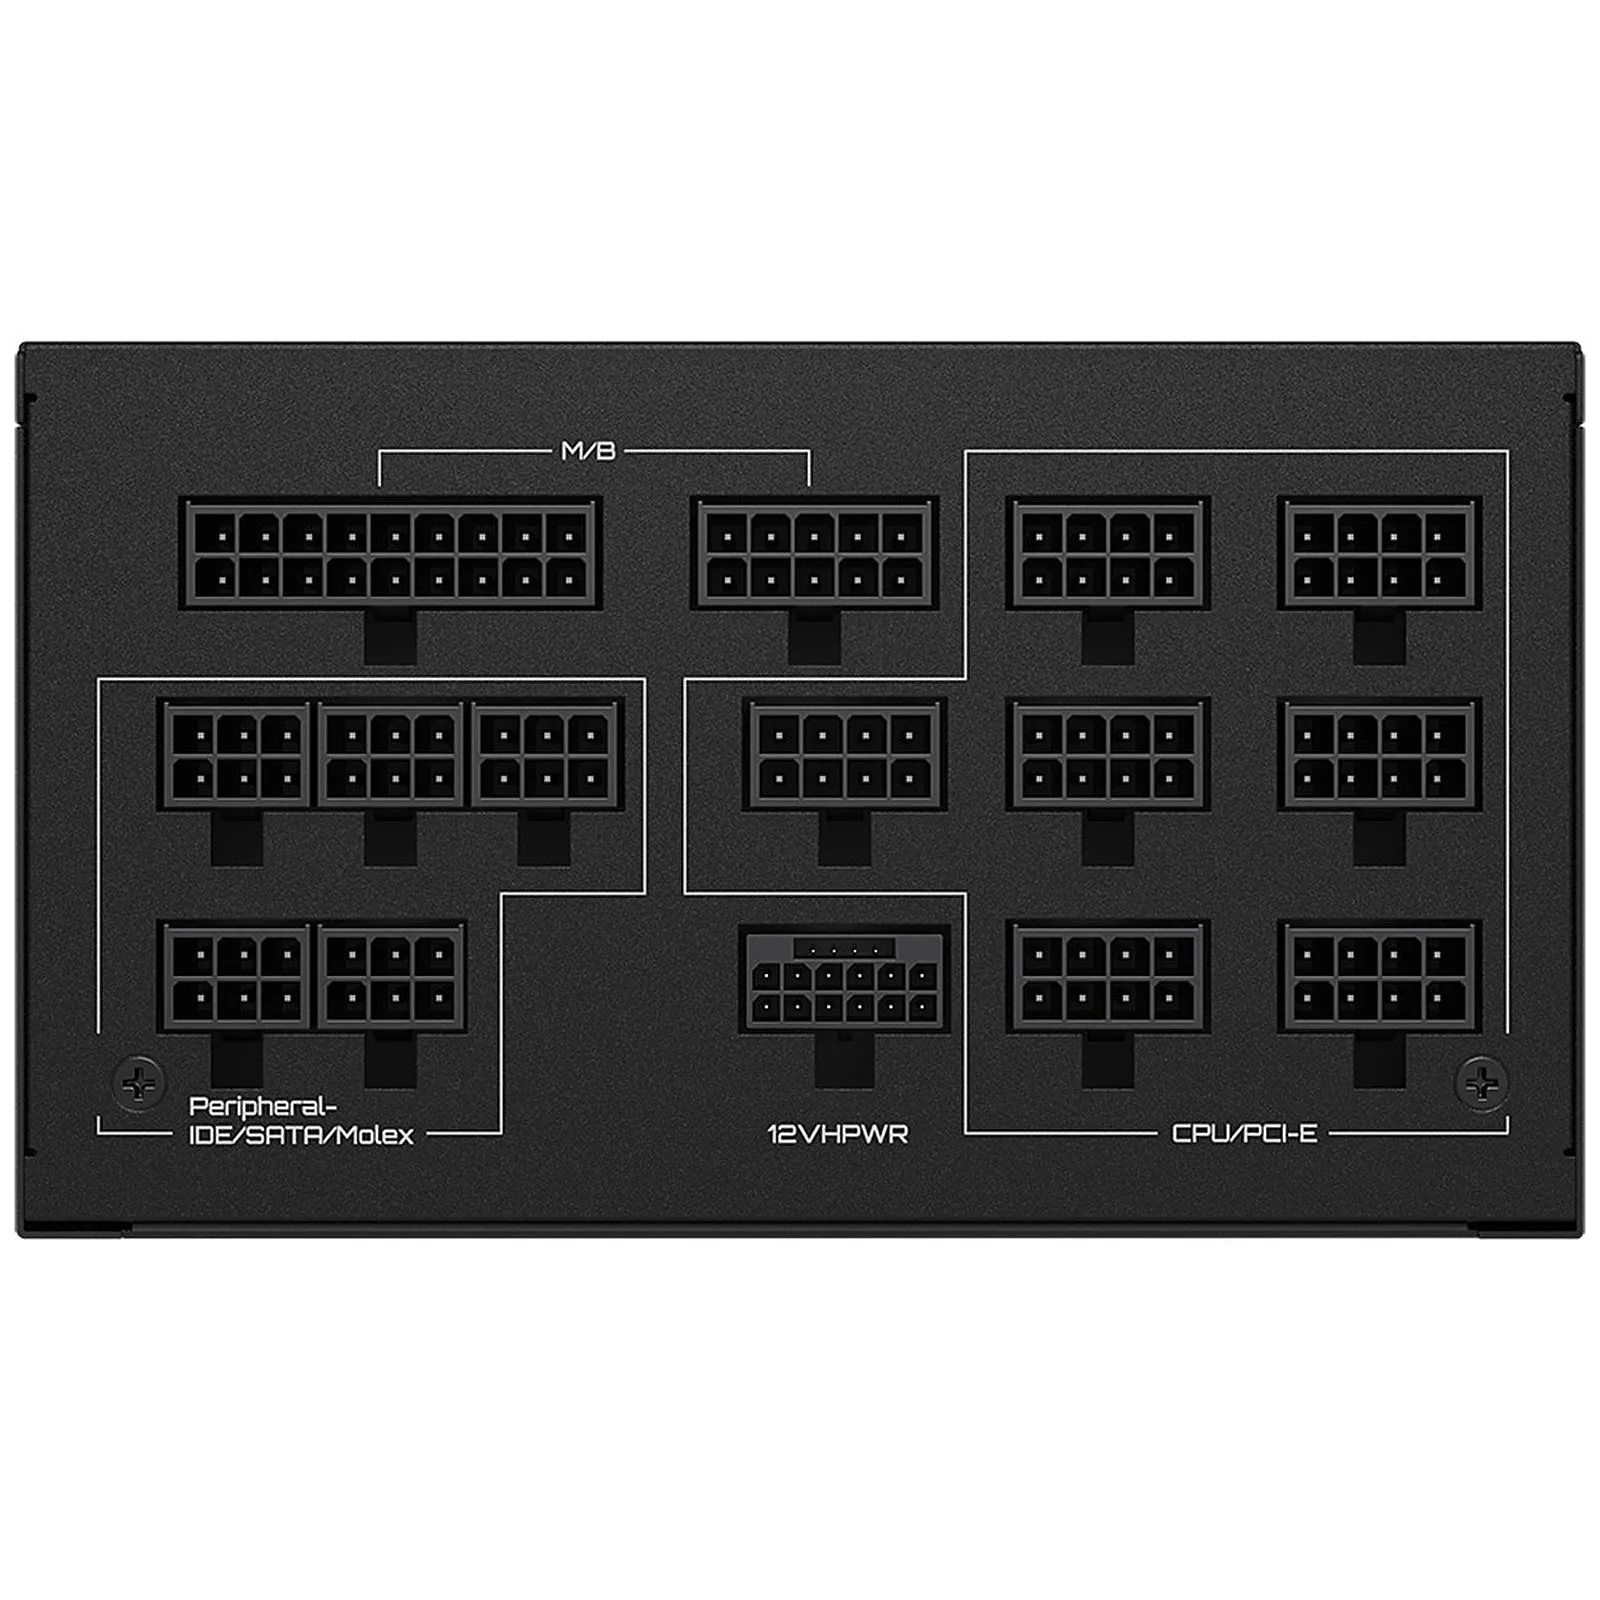 M/B
Peripheral-
IDE/SATA/Molex
12VHPWR
CPU/PCI-E